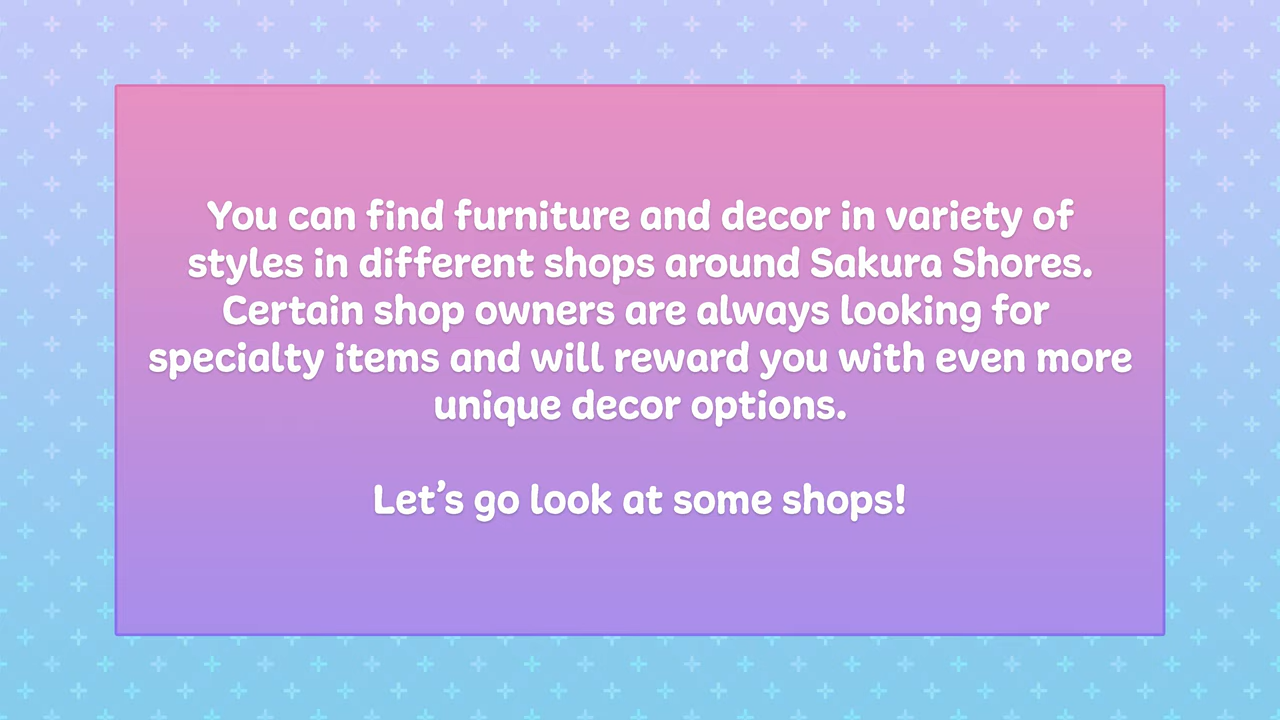 You can find furniture and decor in variety of
styles in different shops around Sakura Shores.
Certain shop owners are always looking for
specialty items and will reward you with even more
unique decor options.
Let’s go look at some shops!